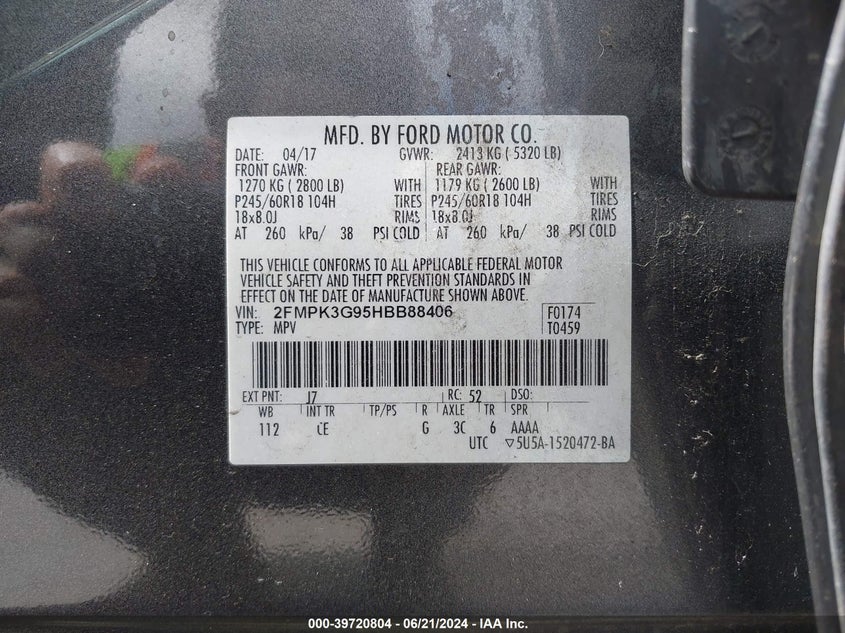 MFD. BY FORD MOTOR CO.
DATE: 04/17 GVWR: 2413 KG ( 5320 LB)
FRONT GAWR: REAR GAWR:
1270 KG ( 2800 LB) WITH 1179 KG ( 2600 LB) WITH
P245/60R18 104H TIRES P245/60R18 104H TIRES
18x8.0J RIMS 18x8.0J RIMS
AT 260 kPa/ 38 PSI COLD AT 260 kPa/ 38 PSI COLD
THIS VEHICLE CONFORMS TO ALL APPLICABLE FEDERAL MOTOR
VEHICLE SAFETY AND THEFT PREVENTION STANDARDS IN
EFFECT ON THE DATE OF MANUFACTURE SHOWN ABOVE.
VIN: 2FMPK3G95HBB88406 F0174
TYPE: MPV T0459
EXT PNT: J7 RC: 52 DSO:
WB INT TR TP/PS R AXLE TR SPR
112 CE G 3C 6 AAAA
UTC ▽5U5A-1520472-BA
000-39720804 - 06/21/2024 - IAA Inc.